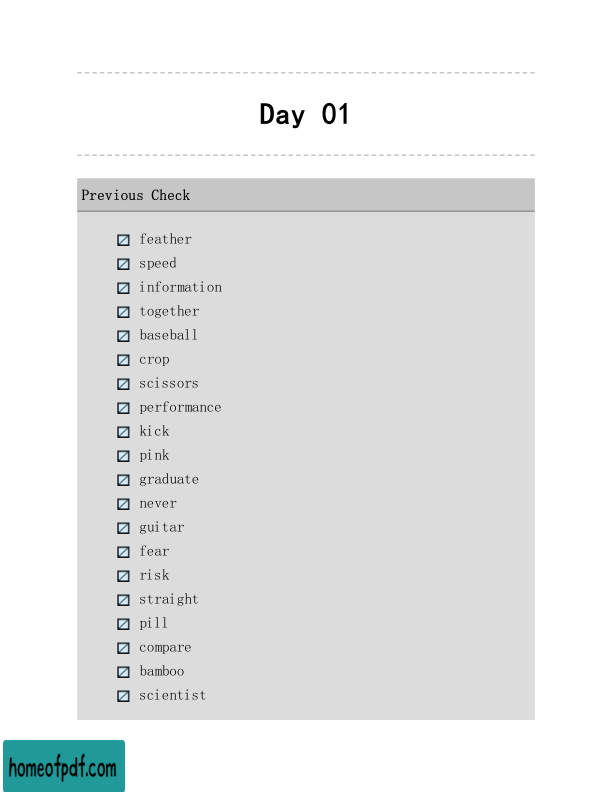 Day 01
Previous Check
feather
speed
information
together
baseball
crop
scissors
performance
kick
pink
graduate
never
guitar
fear
risk
straight
pill
compare
bamboo
scientist
homeofpdf.com